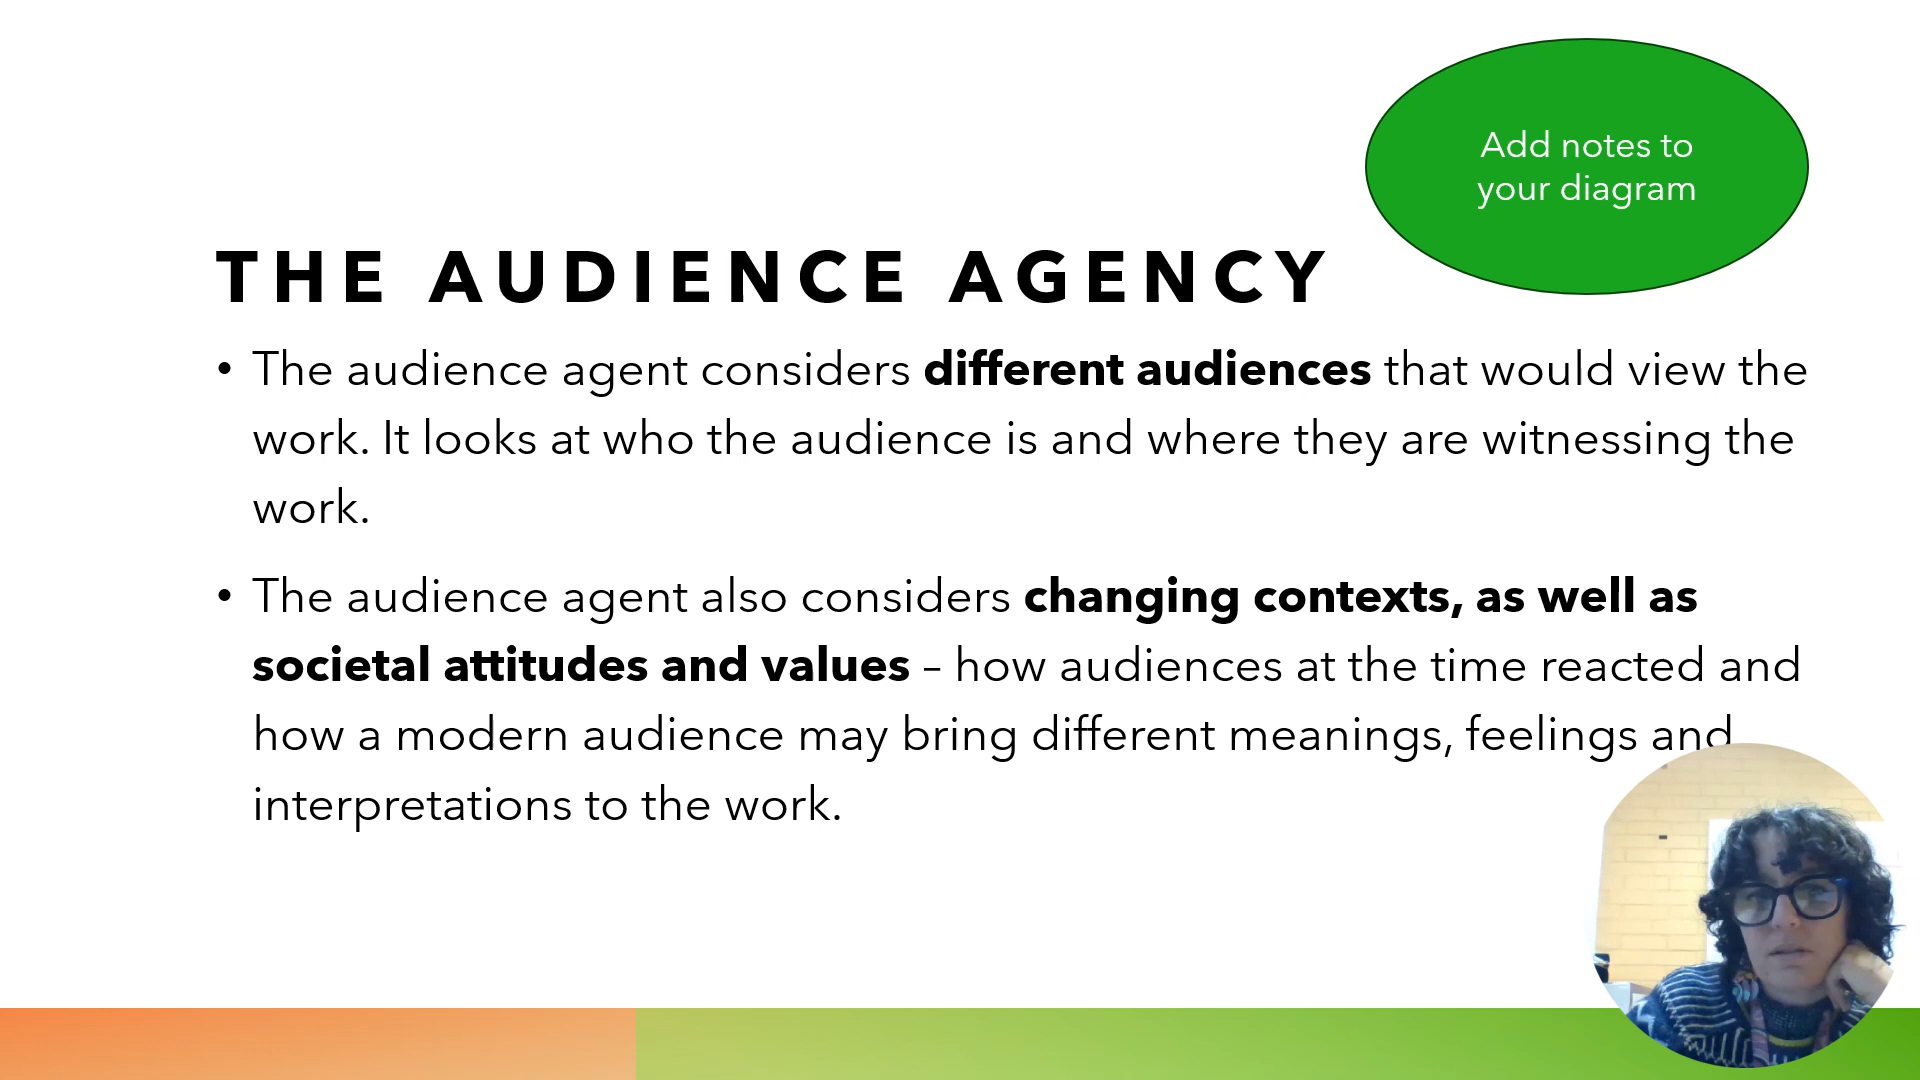 Add notes to
your diagram
THE AUDIENCE AGENCY
• The audience agent considers different audiences that would view the
work. It looks at who the audience is and where they are witnessing the
work.
• The audience agent also considers changing contexts, as well as
societal attitudes and values – how audiences at the time reacted and
how a modern audience may bring different meanings, feelings and
interpretations to the work.